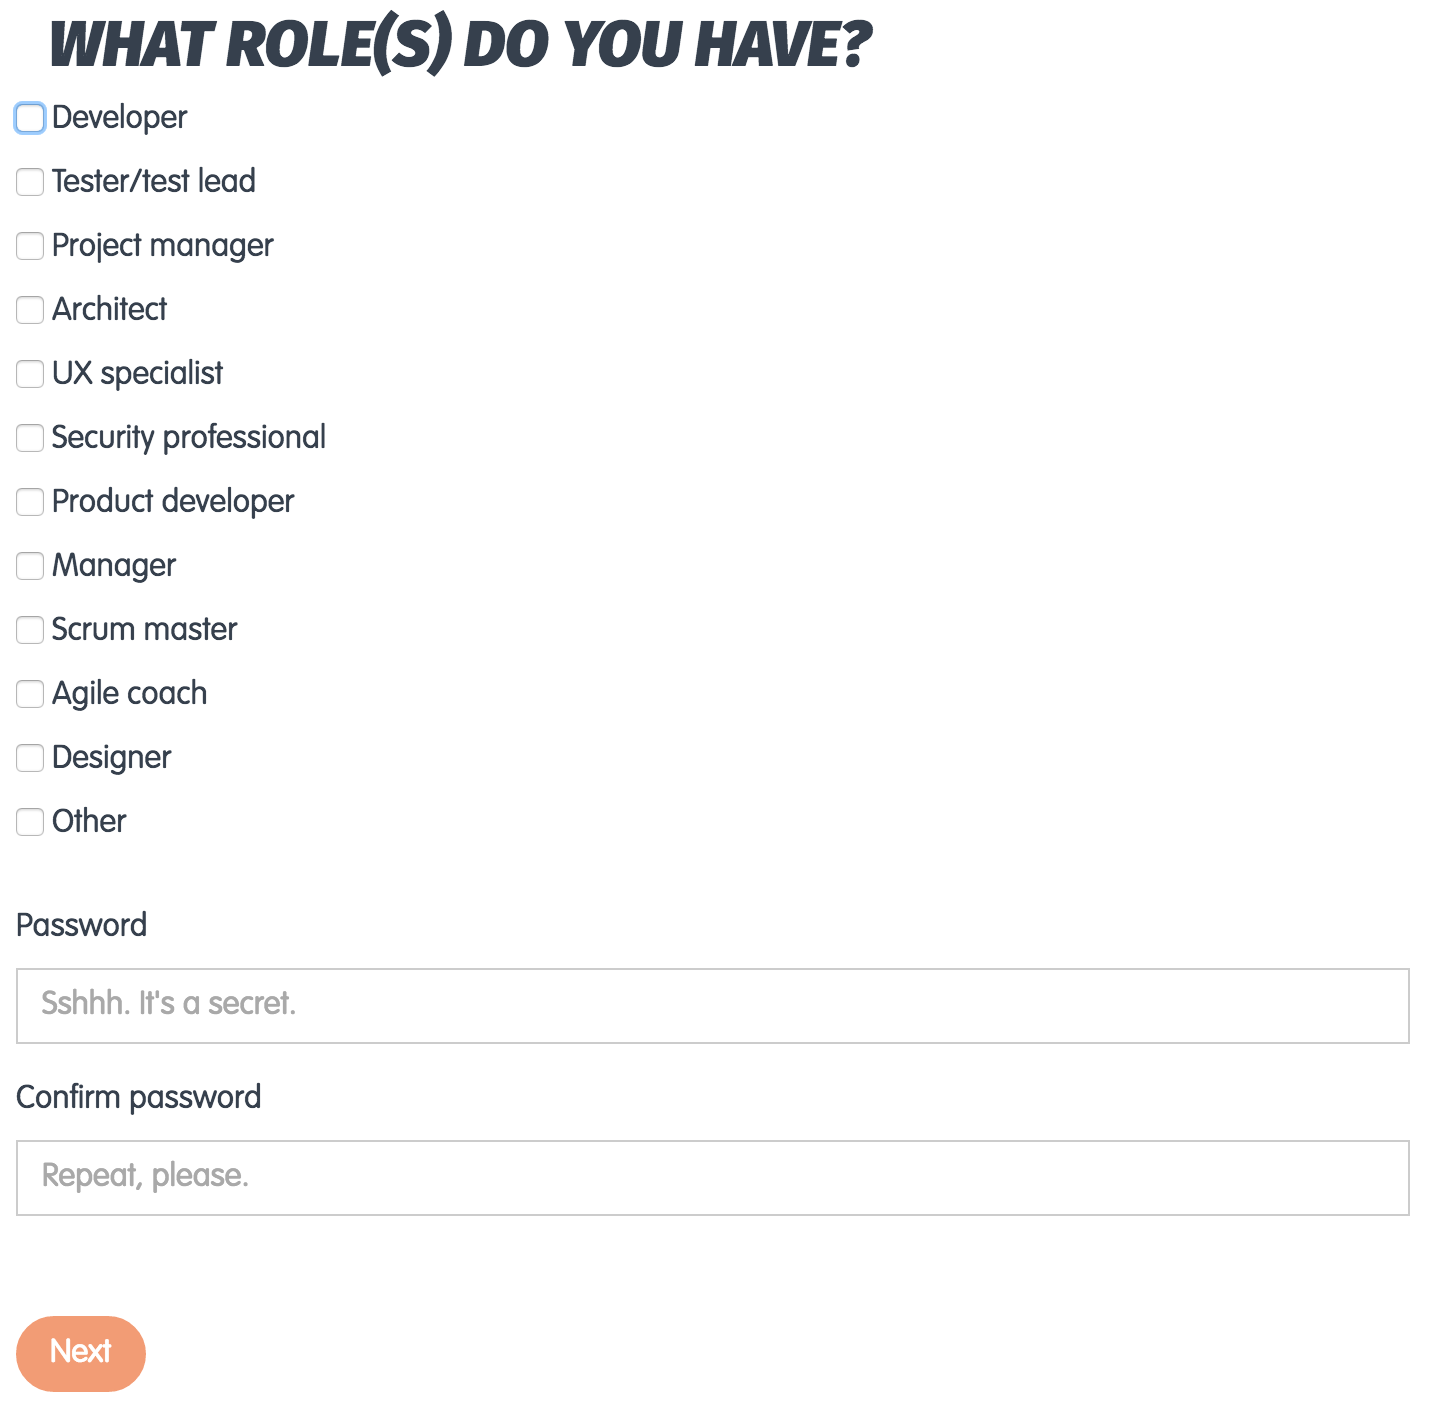 WHAT ROLE(S) DO YOU HAVE?
Developer
Tester/test lead
Project manager
Architect
UX specialist
Security professional
Product developer
Manager
Scrum master
Agile coach
Designer
Other
Password
Sshhh. It's a secret.
Confirm password
Repeat, please.
Next